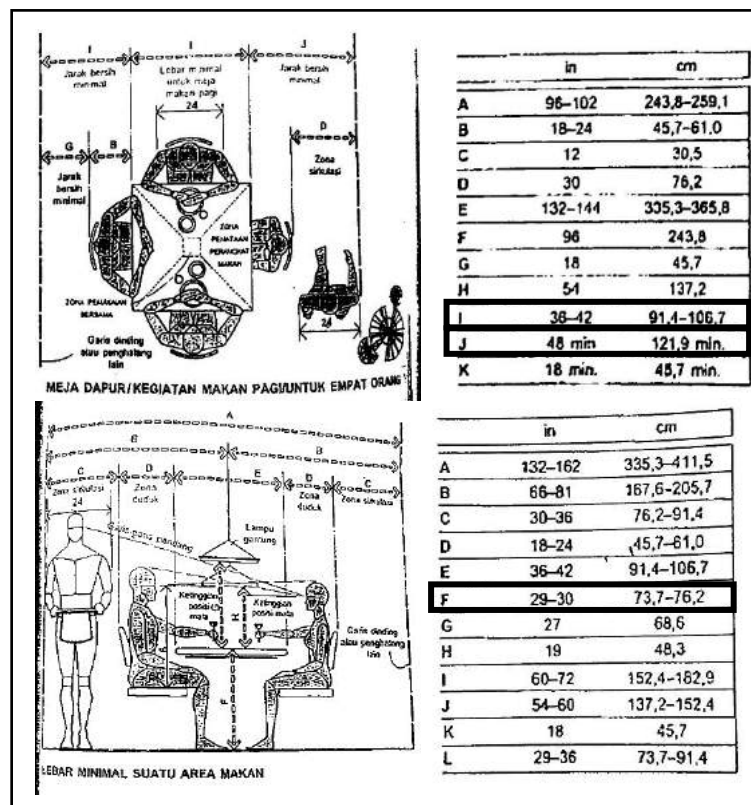 I I J
Jarak bersih minimal
Lebar minimal untuk meja makan pagi
Jarak bersih minimal
24
G B D
Jarak bersih minimal
Zona sirkulasi
ZONA PENATAAN PERANGKAT MAKAN
ZONA PEMAKAIAN BERSAMA
24
Garis dinding atau penghalang lain
MEJA DAPUR/KEGIATAN MAKAN PAGI/UNTUK EMPAT ORANG
in cm
A 96–102 243,8–259,1
B 18–24 45,7–61,0
C 12 30,5
D 30 76,2
E 132–144 335,3–365,8
F 96 243,8
G 18 45,7
H 54 137,2
I 36–42 91,4–106,7
J 48 min 121,9 min.
K 18 min. 45,7 min.
A
B B
C D E D C
Zona sirkulasi
Zona duduk
Zona duduk
Zona sirkulasi
24
Garis pandang
Lampu gantung
Ketinggian posisi mata
Ketinggian posisi mata
H
Garis dinding atau penghalang lain
F
LEBAR MINIMAL SUATU AREA MAKAN
in cm
A 132–162 335,3–411,5
B 66–81 167,6–205,7
C 30–36 76,2–91,4
D 18–24 45,7–61,0
E 36–42 91,4–106,7
F 29–30 73,7–76,2
G 27 68,6
H 19 48,3
I 60–72 152,4–182,9
J 54–60 137,2–152,4
K 18 45,7
L 29–36 73,7–91,4